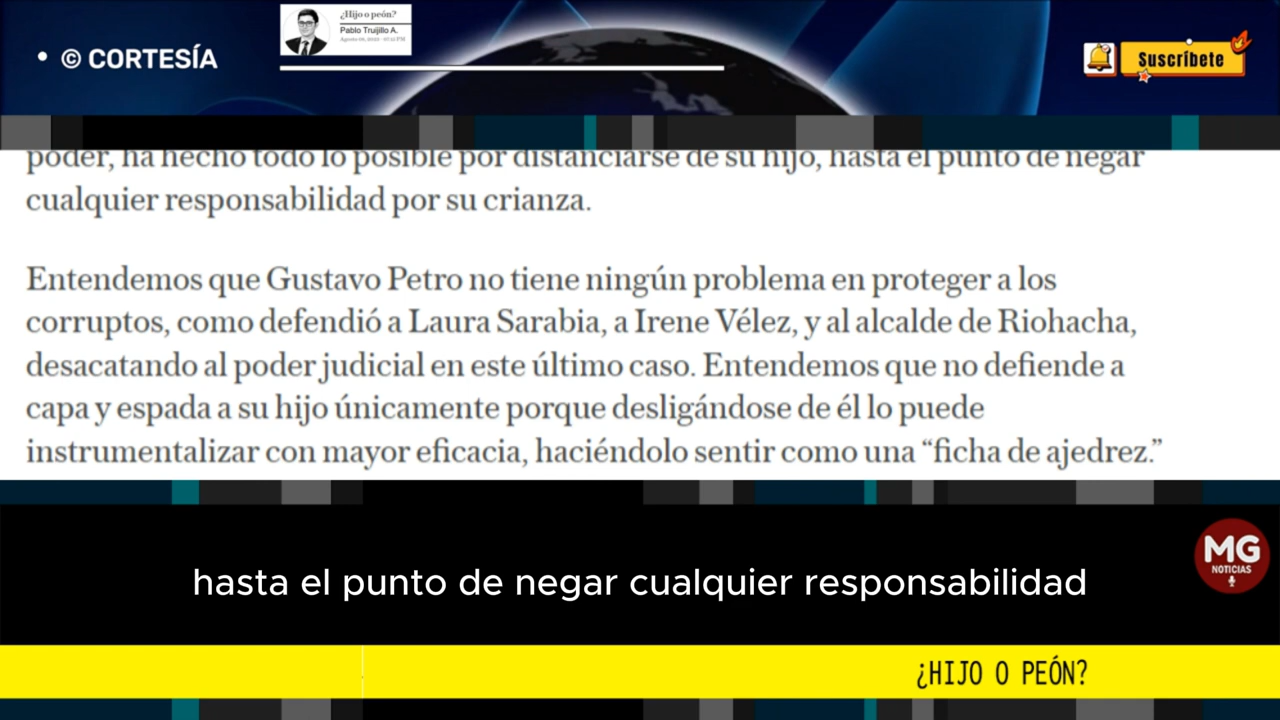 • © CORTESÍA
¿Hijo o peón?
Pablo Trujillo A.
Suscríbete
poder, ha hecho todo lo posible por distanciarse de su hijo, hasta el punto de negar
cualquier responsabilidad por su crianza.
Entendemos que Gustavo Petro no tiene ningún problema en proteger a los
corruptos, como defendió a Laura Sarabia, a Irene Vélez, y al alcalde de Riohacha,
desacatando al poder judicial en este último caso. Entendemos que no defiende a
capa y espada a su hijo únicamente porque desligándose de él lo puede
instrumentalizar con mayor eficacia, haciéndolo sentir como una “ficha de ajedrez.”
MG
NOTICIAS
hasta el punto de negar cualquier responsabilidad
¿HIJO O PEÓN?